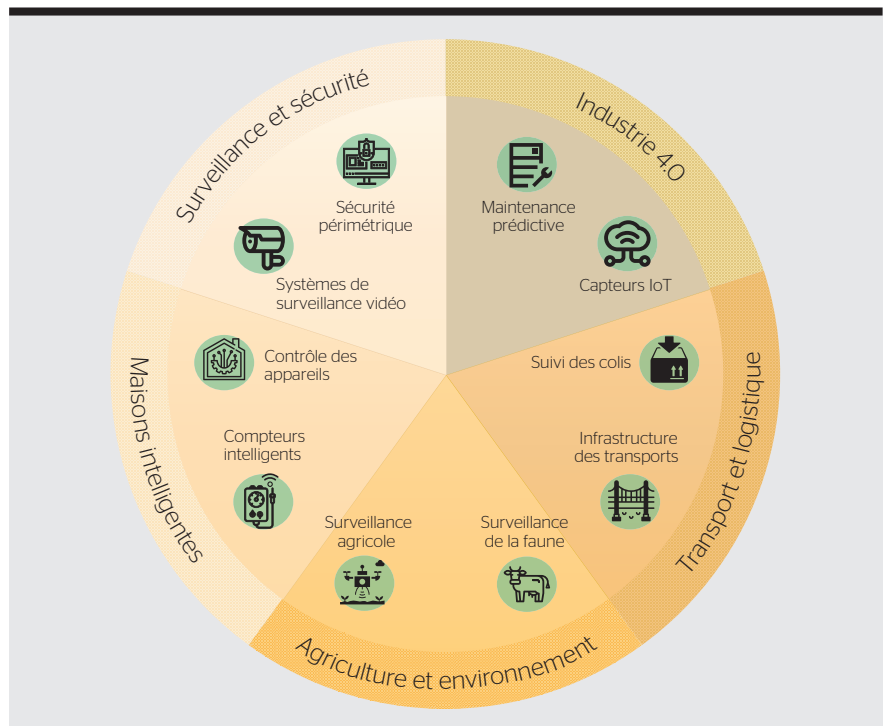 Surveillance et sécurité
Sécurité
périmétrique
Systèmes de
surveillance vidéo
Industrie 4.0
Maintenance
prédictive
Capteurs IoT
Transport et logistique
Suivi des colis
Infrastructure
des transports
Agriculture et environnement
Surveillance
de la faune
Surveillance
agricole
Maisons intelligentes
Contrôle des
appareils
Compteurs
intelligents